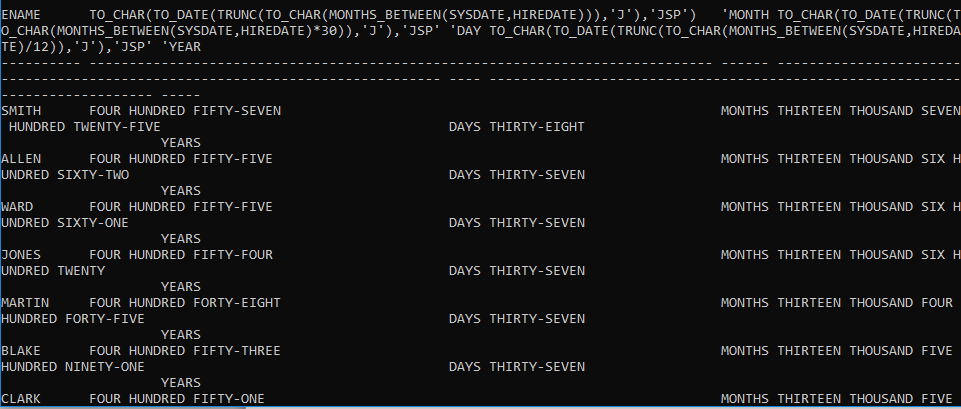 ENAME      TO_CHAR(TO_DATE(TRUNC(TO_CHAR(MONTHS_BETWEEN(SYSDATE,HIREDATE))),'J'),'JSP')   'MONTH TO_CHAR(TO_DATE(TRUNC(T
O_CHAR(MONTHS_BETWEEN(SYSDATE,HIREDATE)*30)),'J'),'JSP' 'DAY TO_CHAR(TO_DATE(TRUNC(TO_CHAR(MONTHS_BETWEEN(SYSDATE,HIREDA
TE)/12)),'J'),'JSP' 'YEAR
---------- ------------------------------------------------------------------------------ ------ -----------------------
------------------------------------------------------- ---- -----------------------------------------------------------
------------------- -----
SMITH      FOUR HUNDRED FIFTY-SEVEN                                                       MONTHS THIRTEEN THOUSAND SEVEN
 HUNDRED TWENTY-FIVE                                    DAYS THIRTY-EIGHT
                    YEARS
ALLEN      FOUR HUNDRED FIFTY-FIVE                                                        MONTHS THIRTEEN THOUSAND SIX H
UNDRED SIXTY-TWO                                        DAYS THIRTY-SEVEN
                    YEARS
WARD       FOUR HUNDRED FIFTY-FIVE                                                        MONTHS THIRTEEN THOUSAND SIX H
UNDRED SIXTY-ONE                                        DAYS THIRTY-SEVEN
                    YEARS
JONES      FOUR HUNDRED FIFTY-FOUR                                                        MONTHS THIRTEEN THOUSAND SIX H
UNDRED TWENTY                                           DAYS THIRTY-SEVEN
                    YEARS
MARTIN     FOUR HUNDRED FORTY-EIGHT                                                       MONTHS THIRTEEN THOUSAND FOUR
HUNDRED FORTY-FIVE                                      DAYS THIRTY-SEVEN
                    YEARS
BLAKE      FOUR HUNDRED FIFTY-THREE                                                       MONTHS THIRTEEN THOUSAND FIVE
HUNDRED NINETY-ONE                                      DAYS THIRTY-SEVEN
                    YEARS
CLARK      FOUR HUNDRED FIFTY-ONE                                                         MONTHS THIRTEEN THOUSAND FIVE